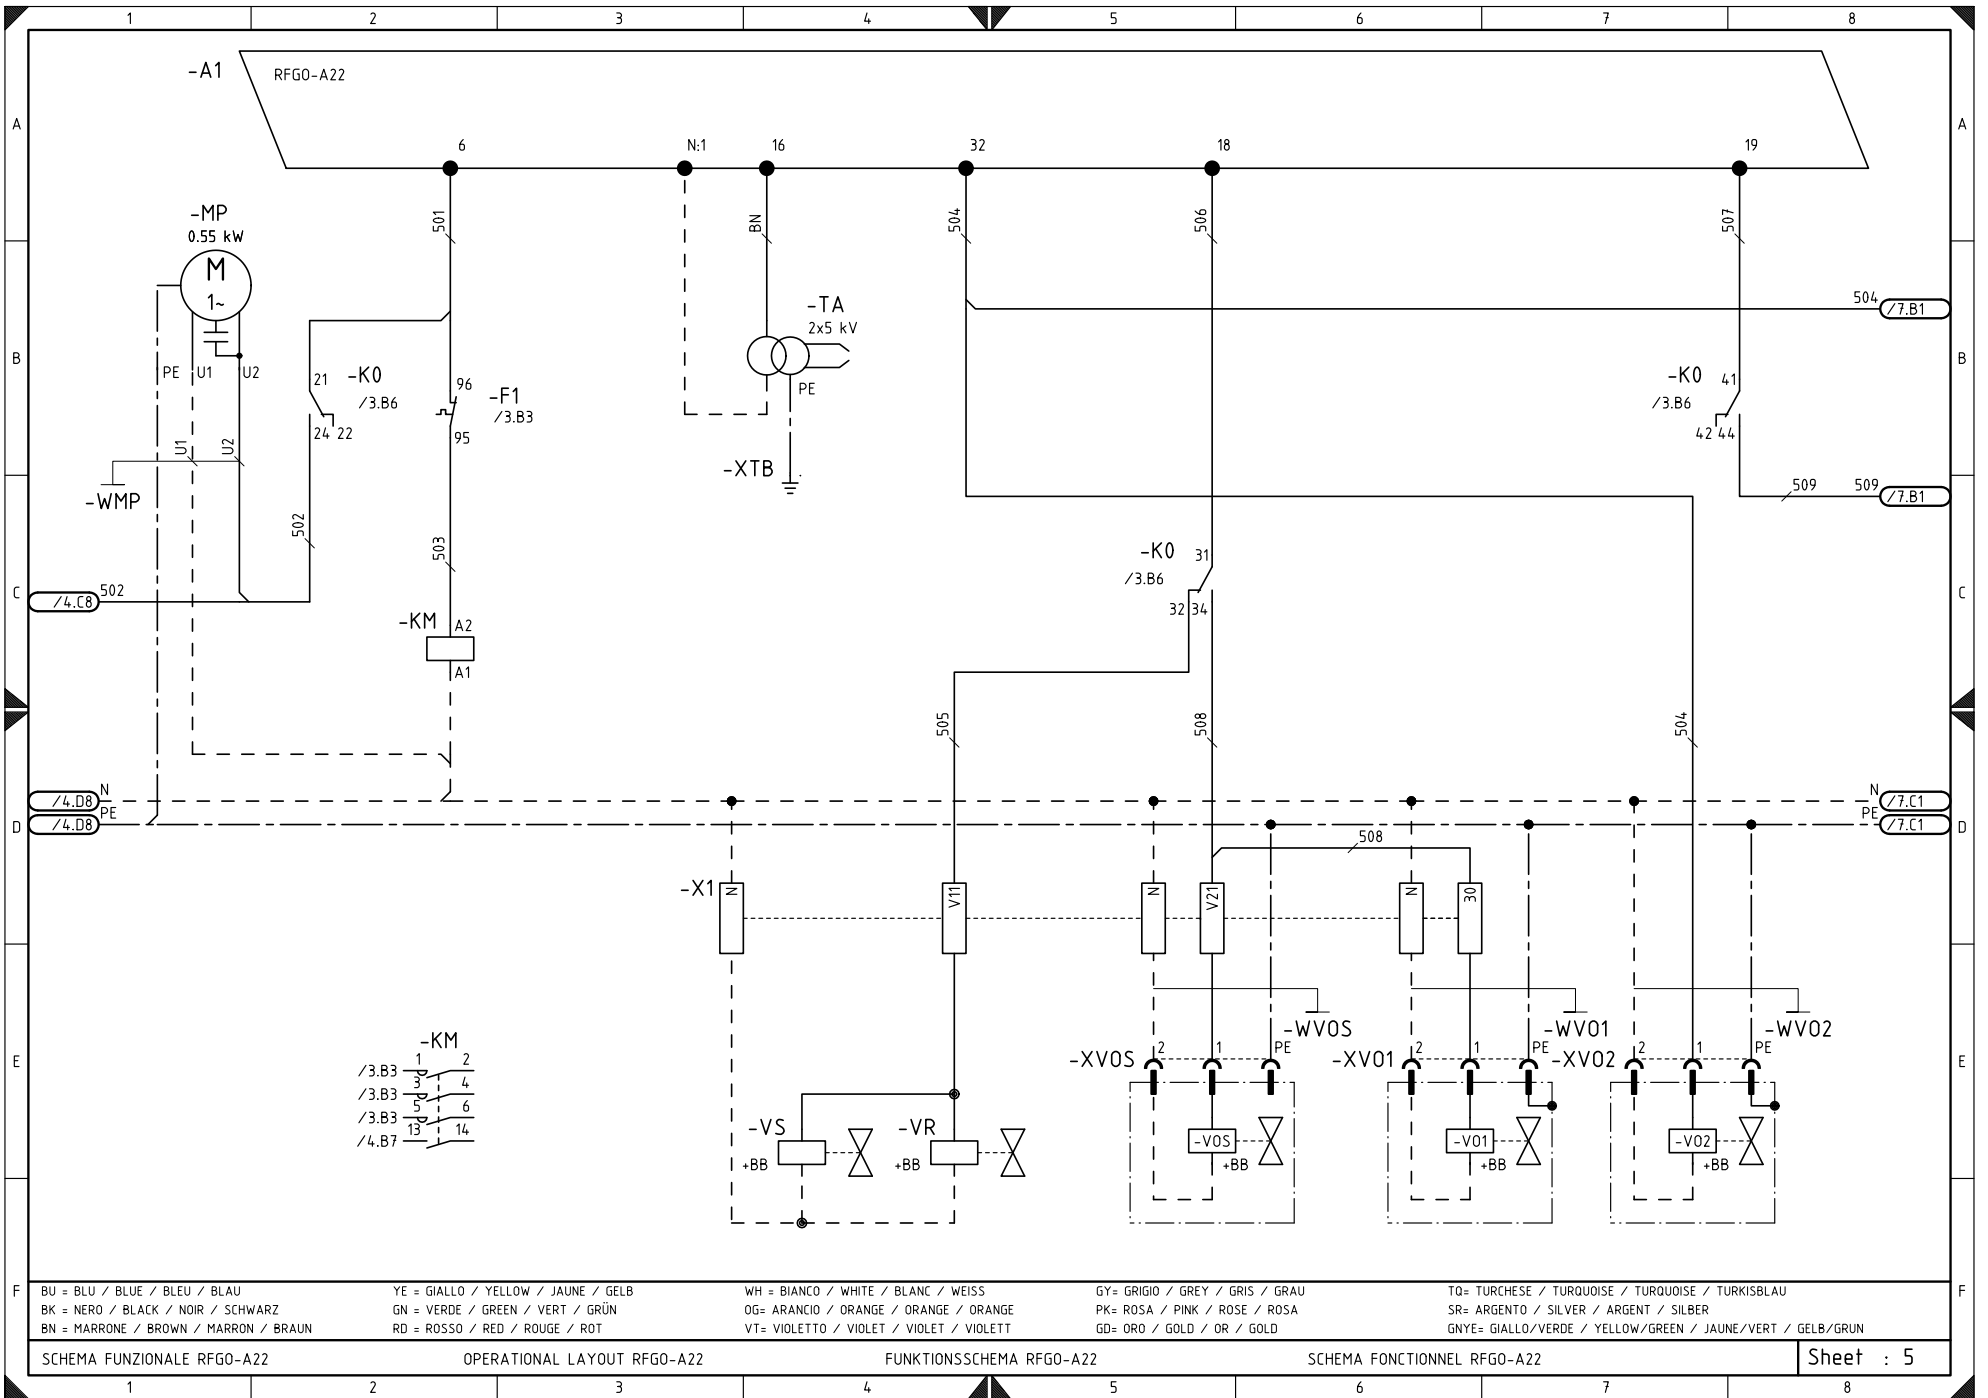 1 2 3 4 5 6 7 8
-A1
RFGO-A22
A A
6 N:1 16 32 18 19
501 BN 504 506 507
-MP
0.55 kW
M
1~
-TA
2x5 kV
504 /7.B1
B B
PE U1 U2
21 -K0
/3.B6
24 22
96 -F1
/3.B3
95
PE
-K0 41
/3.B6
42 44
U1 U2
-XTB
-WMP
509 509 /7.B1
502 503
-K0 31
/3.B6
32 34
C C
/4.C8 502
-KM A2
A1
505 508 504
/4.D8 N
/4.D8 PE
N /7.C1
PE /7.C1
D D
508
-X1 N V11 N V21 N 30
-WVOS -WVO1 -WVO2
-XVOS 2 1 PE
-XVO1 2 1 PE
-XVO2 2 1 PE
E E
-KM
/3.B3 1 2
/3.B3 3 4
/3.B3 5 6
/4.B7 13 14
-VS
+BB
-VR
+BB
-VOS
+BB
-VO1
+BB
-VO2
+BB
F F
BU = BLU / BLUE / BLEU / BLAU
BK = NERO / BLACK / NOIR / SCHWARZ
BN = MARRONE / BROWN / MARRON / BRAUN
YE = GIALLO / YELLOW / JAUNE / GELB
GN = VERDE / GREEN / VERT / GRÜN
RD = ROSSO / RED / ROUGE / ROT
WH = BIANCO / WHITE / BLANC / WEISS
OG= ARANCIO / ORANGE / ORANGE / ORANGE
VT= VIOLETTO / VIOLET / VIOLET / VIOLETT
GY= GRIGIO / GREY / GRIS / GRAU
PK= ROSA / PINK / ROSE / ROSA
GD= ORO / GOLD / OR / GOLD
TQ= TURCHESE / TURQUOISE / TURQUOISE / TURKISBLAU
SR= ARGENTO / SILVER / ARGENT / SILBER
GNYE= GIALLO/VERDE / YELLOW/GREEN / JAUNE/VERT / GELB/GRUN
SCHEMA FUNZIONALE RFGO-A22
OPERATIONAL LAYOUT RFGO-A22
FUNKTIONSSCHEMA RFGO-A22
SCHEMA FONCTIONNEL RFGO-A22
Sheet : 5
1 2 3 4 5 6 7 8